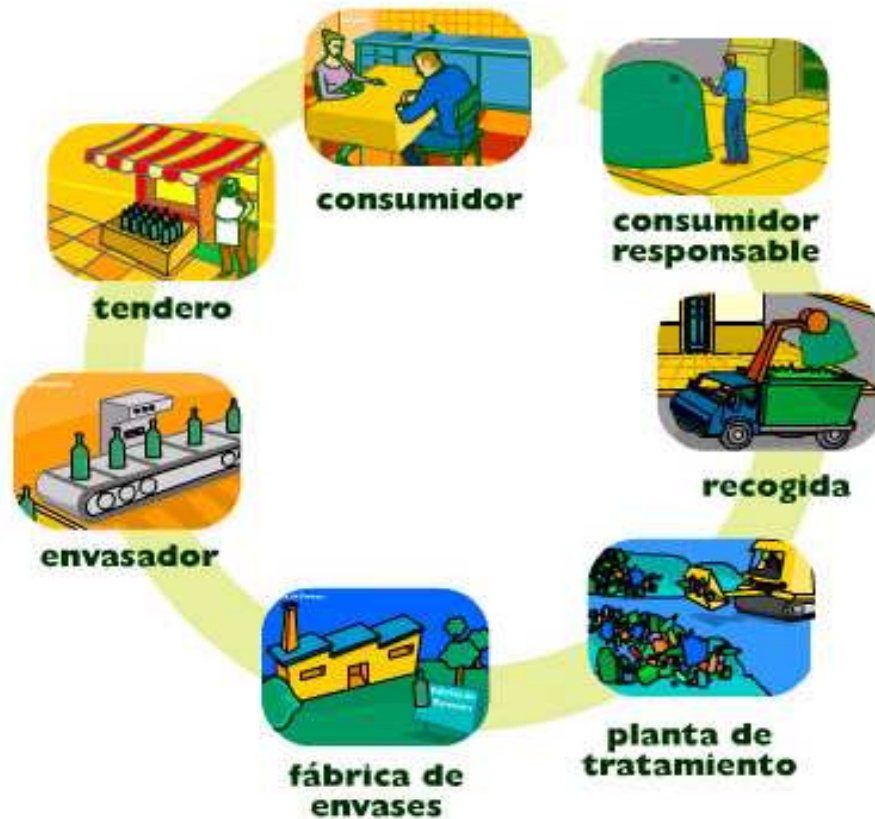 consumidor
consumidor
responsable
recogida
planta de
tratamiento
fábrica de
envases
envasador
tendero